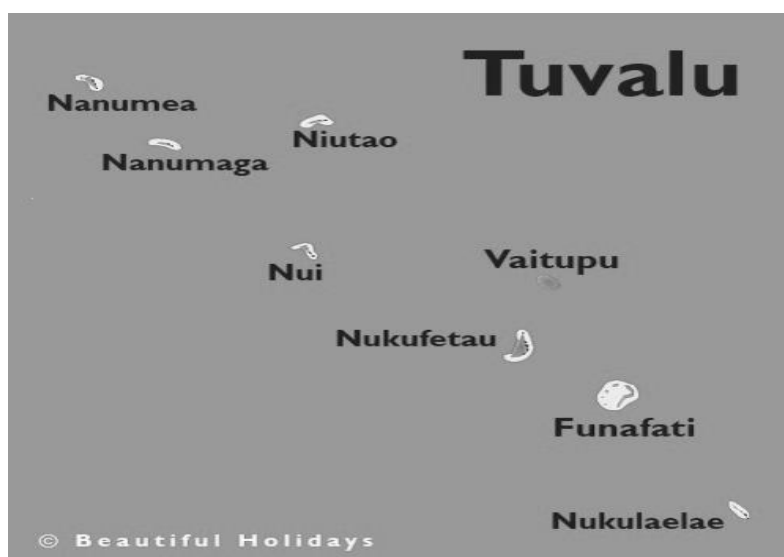 Tuvalu
Nanumea
Niutao
Nanumaga
Nui
Vaitupu
Nukufetau
Funafati
Nukulaelae
© Beautiful Holidays